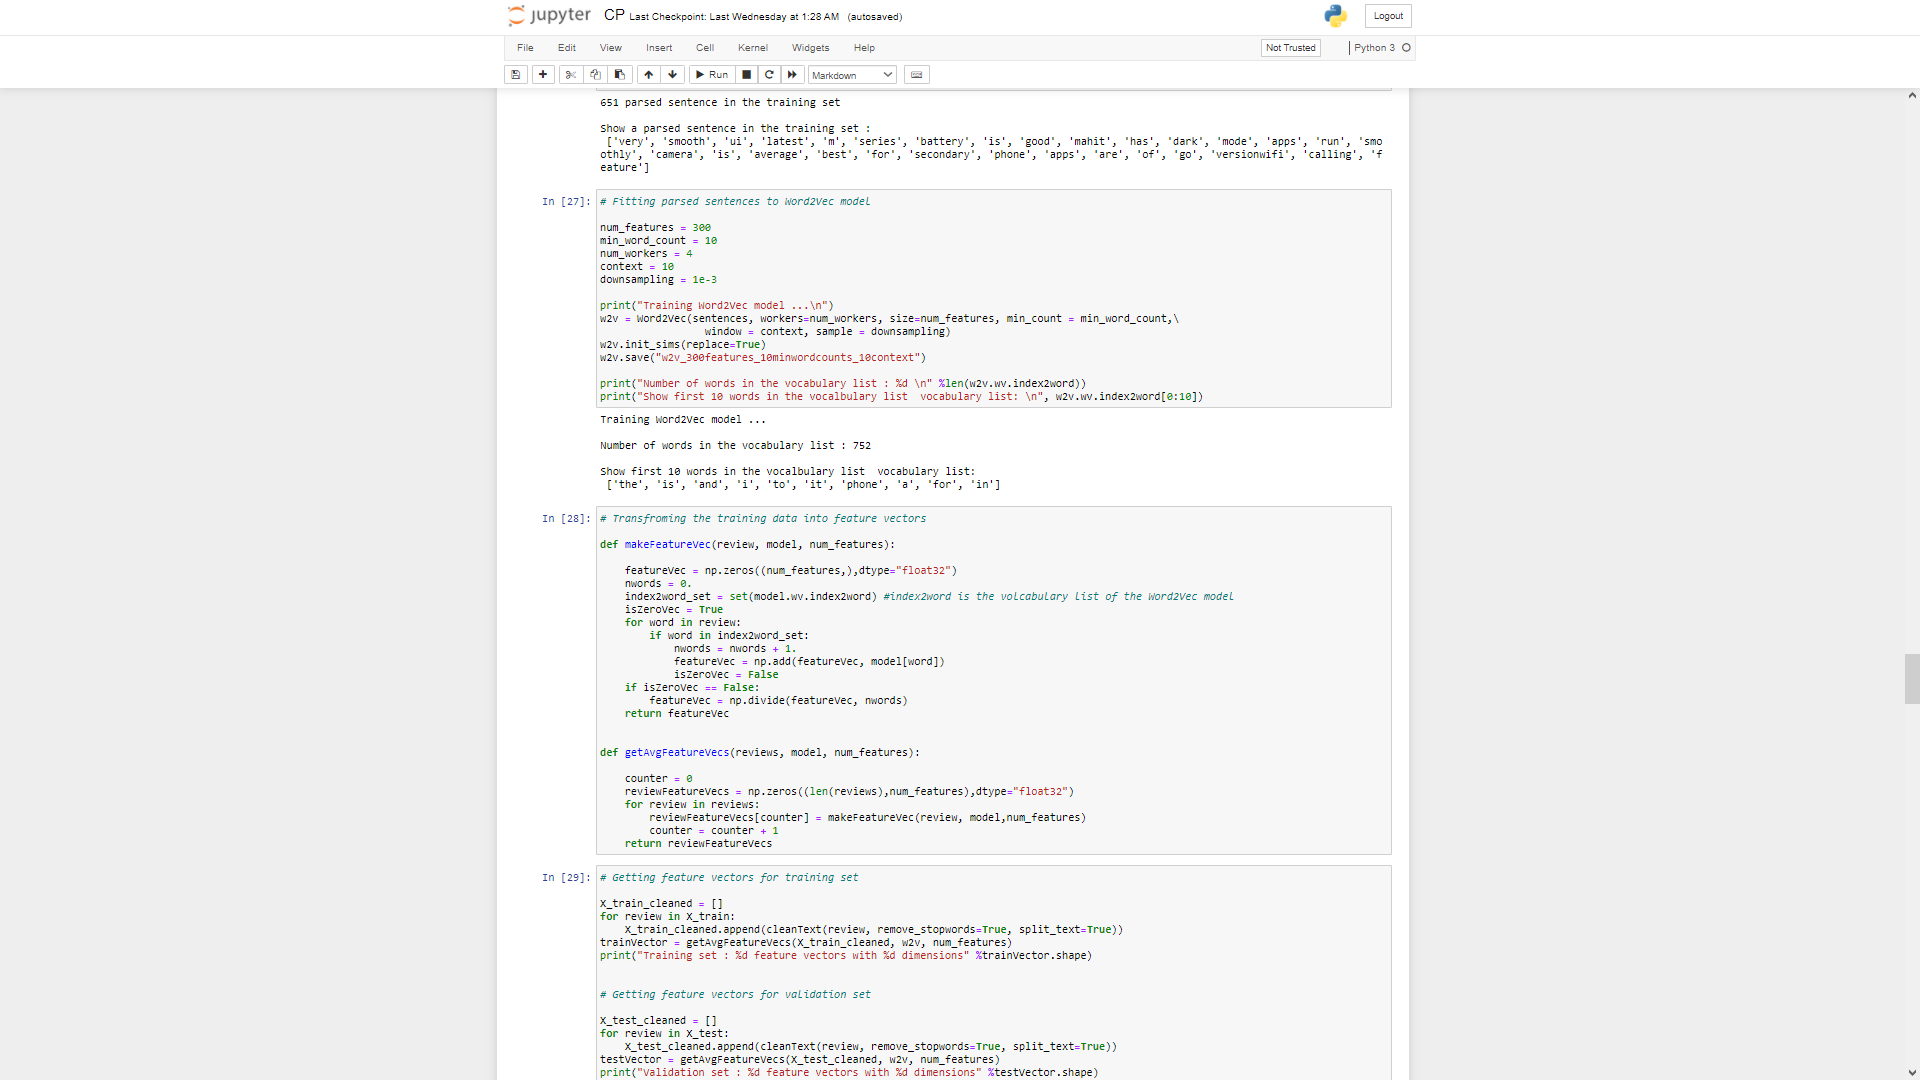 jupyter CP Last Checkpoint: Last Wednesday at 1:28 AM (autosaved) Logout
File Edit View Insert Cell Kernel Widgets Help Not Trusted Python 3
Run Markdown
651 parsed sentence in the training set
Show a parsed sentence in the training set :
['very', 'smooth', 'ui', 'latest', 'm', 'series', 'battery', 'is', 'good', 'mahit', 'has', 'dark', 'mode', 'apps', 'run', 'smo
othly', 'camera', 'is', 'average', 'best', 'for', 'secondary', 'phone', 'apps', 'are', 'of', 'go', 'versionwifi', 'calling', 'f
eature']
In [27]: # Fitting parsed sentences to Word2Vec model
num_features = 300
min_word_count = 10
num_workers = 4
context = 10
downsampling = 1e-3
print("Training Word2Vec model ...\n")
w2v = Word2Vec(sentences, workers=num_workers, size=num_features, min_count = min_word_count,\
window = context, sample = downsampling)
w2v.init_sims(replace=True)
w2v.save("w2v_300features_10minwordcounts_10context")
print("Number of words in the vocabulary list : %d \n" %len(w2v.wv.index2word))
print("Show first 10 words in the vocalbulary list  vocabulary list: \n", w2v.wv.index2word[0:10])
Training Word2Vec model ...
Number of words in the vocabulary list : 752
Show first 10 words in the vocalbulary list  vocabulary list:
['the', 'is', 'and', 'i', 'to', 'it', 'phone', 'a', 'for', 'in']
In [28]: # Transfroming the training data into feature vectors
def makeFeatureVec(review, model, num_features):
featureVec = np.zeros((num_features,),dtype="float32")
nwords = 0.
index2word_set = set(model.wv.index2word) #index2word is the volcabulary list of the Word2Vec model
isZeroVec = True
for word in review:
if word in index2word_set:
nwords = nwords + 1.
featureVec = np.add(featureVec, model[word])
isZeroVec = False
if isZeroVec == False:
featureVec = np.divide(featureVec, nwords)
return featureVec
def getAvgFeatureVecs(reviews, model, num_features):
counter = 0
reviewFeatureVecs = np.zeros((len(reviews),num_features),dtype="float32")
for review in reviews:
reviewFeatureVecs[counter] = makeFeatureVec(review, model,num_features)
counter = counter + 1
return reviewFeatureVecs
In [29]: # Getting feature vectors for training set
X_train_cleaned = []
for review in X_train:
X_train_cleaned.append(cleanText(review, remove_stopwords=True, split_text=True))
trainVector = getAvgFeatureVecs(X_train_cleaned, w2v, num_features)
print("Training set : %d feature vectors with %d dimensions" %trainVector.shape)
# Getting feature vectors for validation set
X_test_cleaned = []
for review in X_test:
X_test_cleaned.append(cleanText(review, remove_stopwords=True, split_text=True))
testVector = getAvgFeatureVecs(X_test_cleaned, w2v, num_features)
print("Validation set : %d feature vectors with %d dimensions" %testVector.shape)